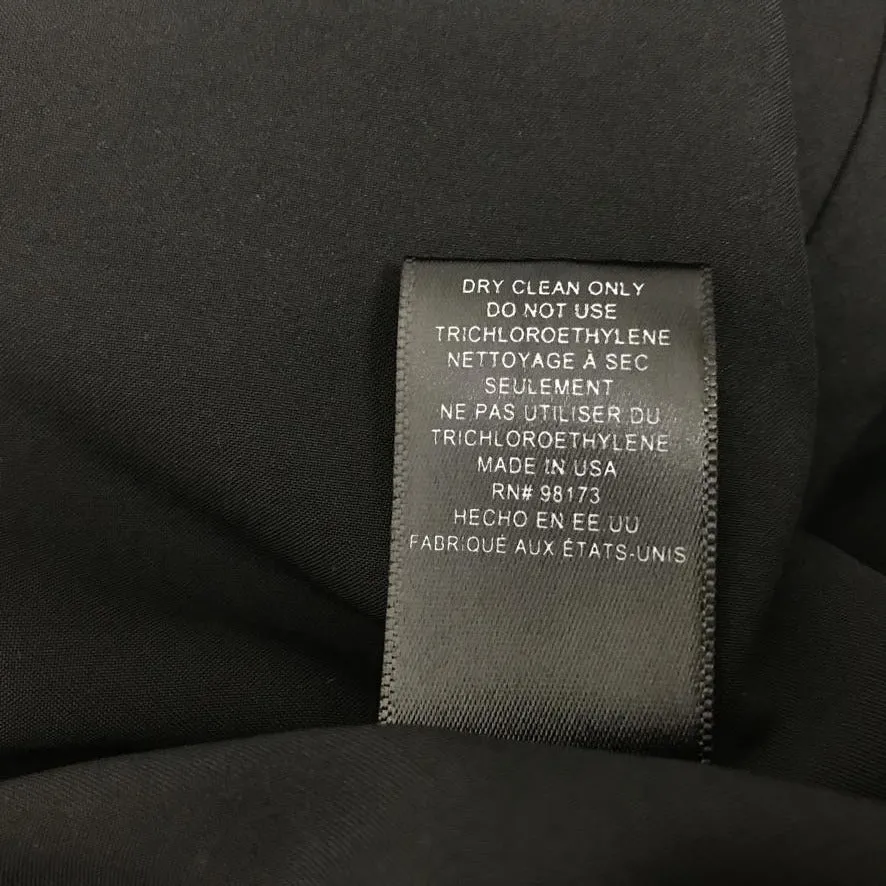 DRY CLEAN ONLY
DO NOT USE
TRICHLOROETHYLENE
NETTOYAGE À SEC
SEULEMENT
NE PAS UTILISER DU
TRICHLOROETHYLENE
MADE IN USA
RN# 98173
HECHO EN EE UU
FABRIQUÉ AUX ÉTATS-UNIS